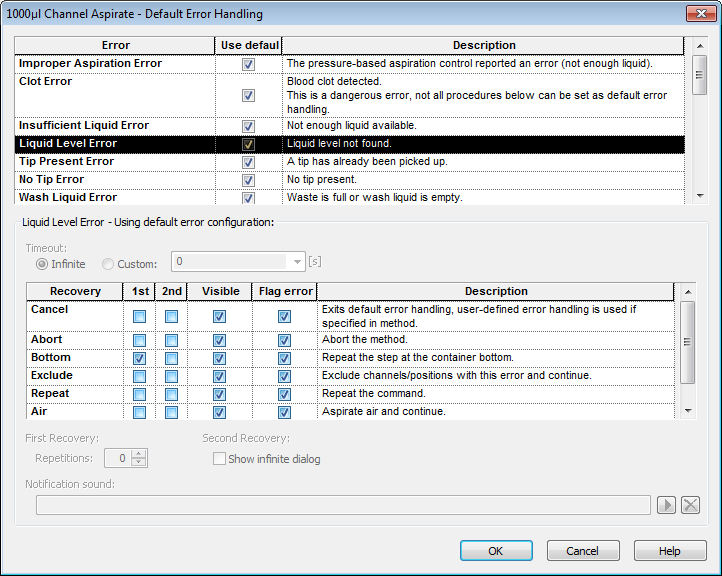 1000µl Channel Aspirate - Default Error Handling
Error Use defaul Description
Improper Aspiration Error The pressure-based aspiration control reported an error (not enough liquid).
Clot Error Blood clot detected.
This is a dangerous error, not all procedures below can be set as default error
handling.
Insufficient Liquid Error Not enough liquid available.
Liquid Level Error Liquid level not found.
Tip Present Error A tip has already been picked up.
No Tip Error No tip present.
Wash Liquid Error Waste is full or wash liquid is empty.
Liquid Level Error - Using default error configuration:
Timeout:
Infinite Custom: 0 [s]
Recovery 1st 2nd Visible Flag error Description
Cancel Exits default error handling, user-defined error handling is used if
specified in method.
Abort Abort the method.
Bottom Repeat the step at the container bottom.
Exclude Exclude channels/positions with this error and continue.
Repeat Repeat the command.
Air Aspirate air and continue.
First Recovery: Second Recovery:
Repetitions: 0 Show infinite dialog
Notification sound:
OK Cancel Help